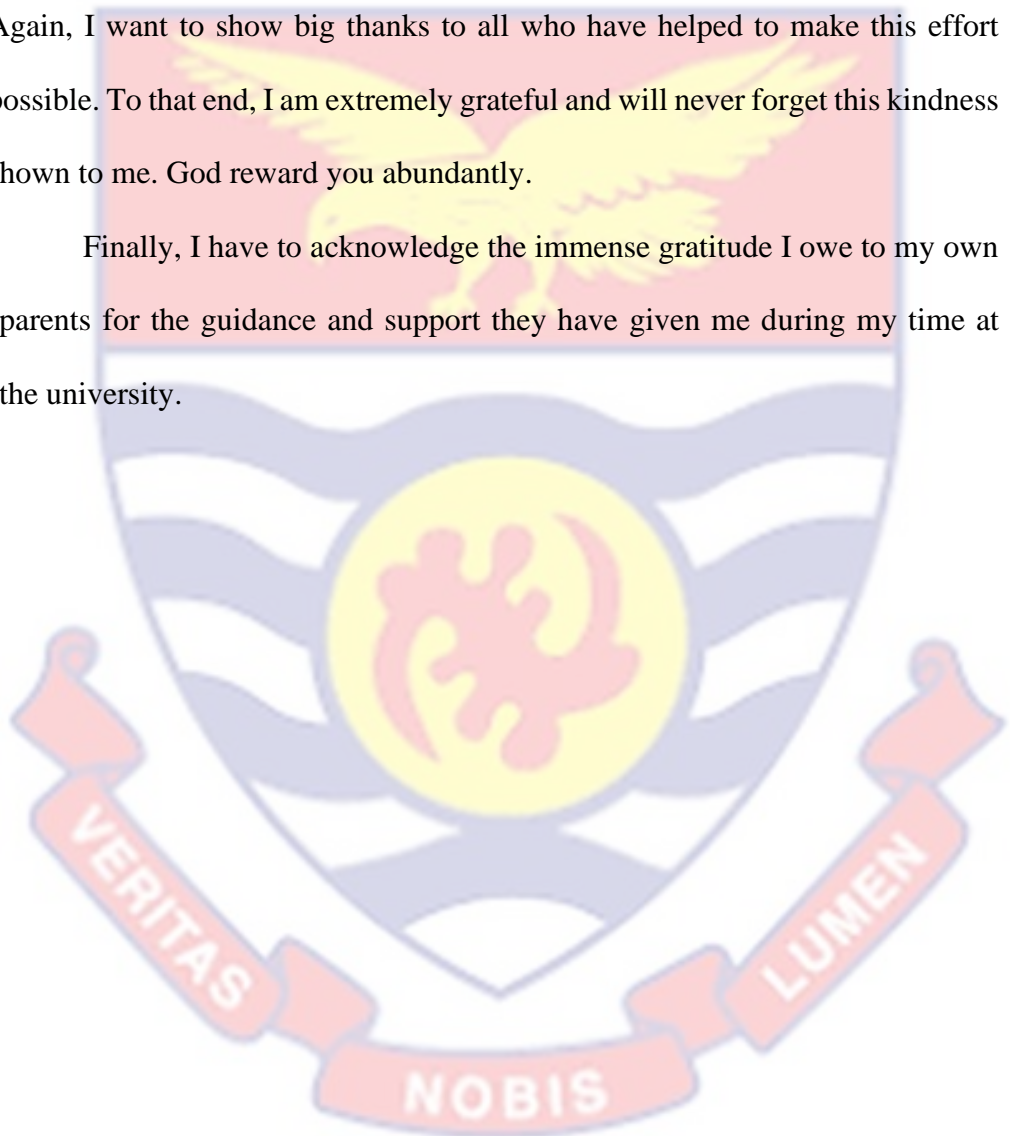 Again, I want to show big thanks to all who have helped to make this effort
possible. To that end, I am extremely grateful and will never forget this kindness
shown to me. God reward you abundantly.
Finally, I have to acknowledge the immense gratitude I owe to my own
parents for the guidance and support they have given me during my time at
the university.
VERITAS
NOBIS
LUMEN